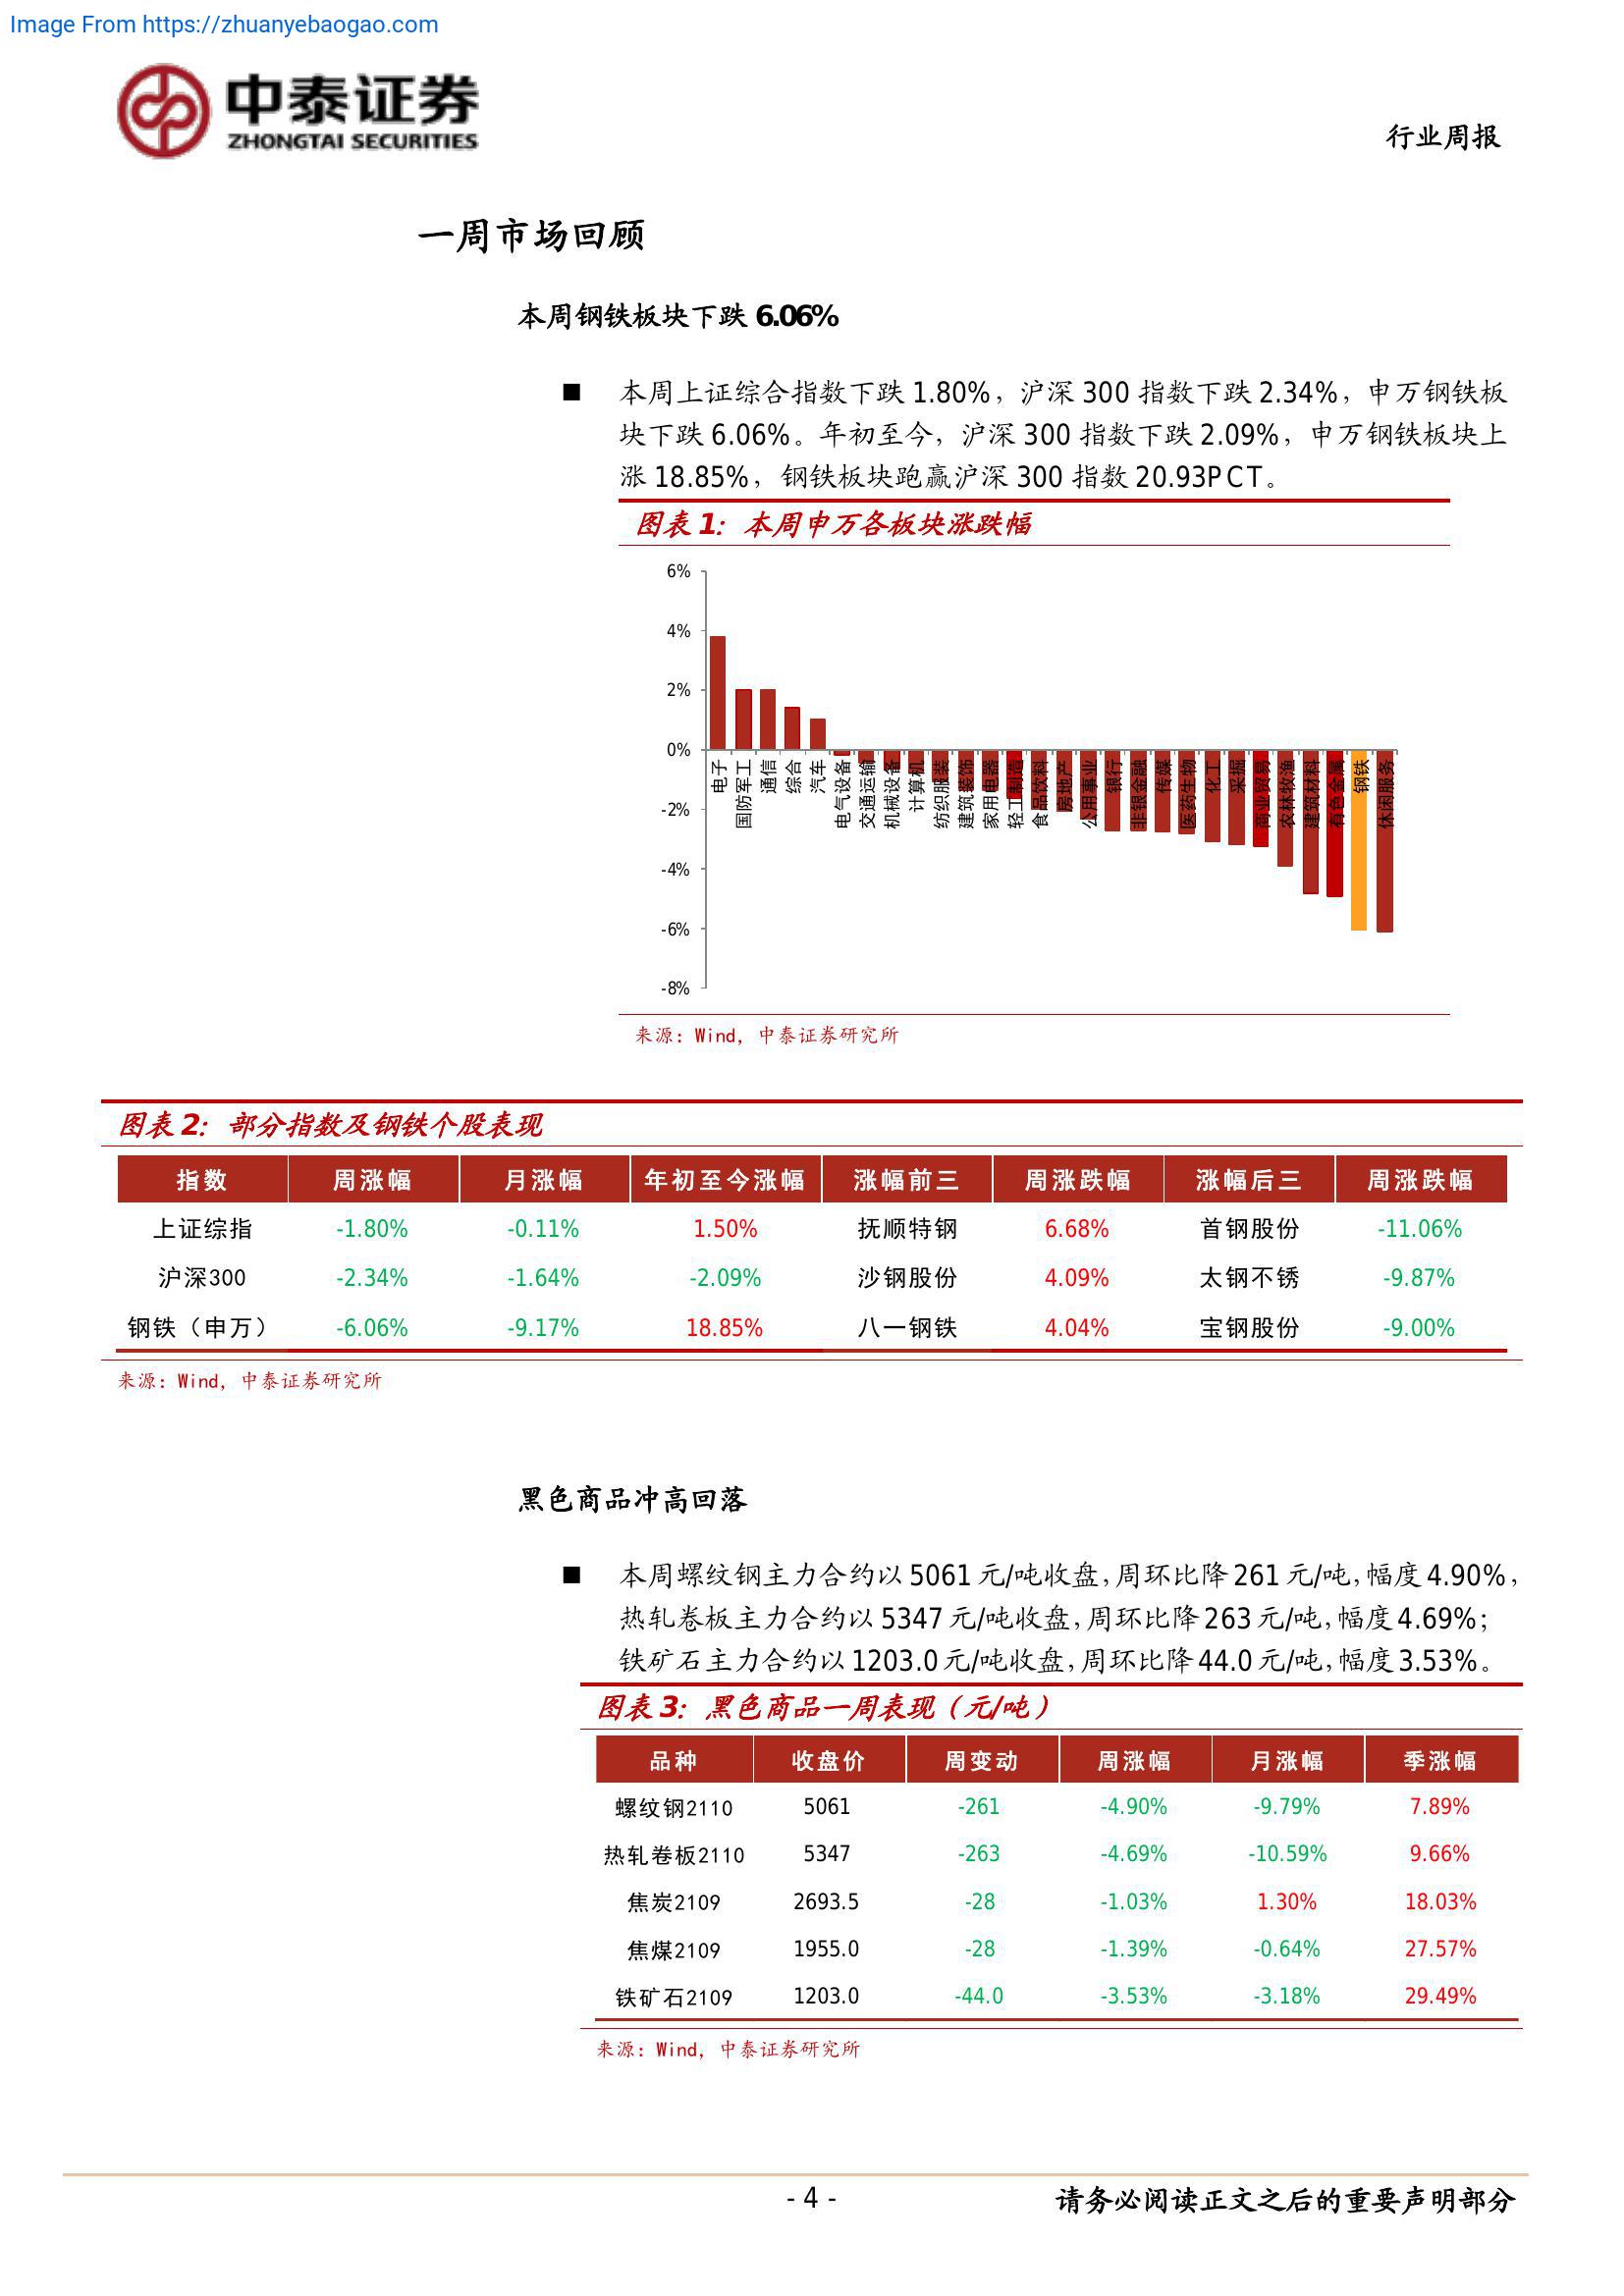 Image From https://zhuanyebaogao.com
中泰证券
ZHONGTAI SECURITIES
行业周报
一周市场回顾
本周钢铁板块下跌 6.06%
■ 本周上证综合指数下跌 1.80%，沪深 300 指数下跌 2.34%，申万钢铁板
块下跌 6.06%。年初至今，沪深 300 指数下跌 2.09%，申万钢铁板块上
涨 18.85%，钢铁板块跑赢沪深 300 指数 20.93PCT。
图表 1：本周申万各板块涨跌幅
6%
4%
2%
0%
-2%
-4%
-6%
-8%
电子
国防军工
通信
综合
汽车
电气设备
交通运输
机械设备
计算机
纺织服装
建筑装饰
家用电器
轻工制造
食品饮料
房地产
公用事业
银行
非银金融
传媒
医药生物
化工
采掘
商业贸易
农林牧渔
建筑材料
有色金属
钢铁
休闲服务
来源：Wind，中泰证券研究所
图表 2：部分指数及钢铁个股表现
指数 周涨幅 月涨幅 年初至今涨幅 涨幅前三 周涨跌幅 涨幅后三 周涨跌幅
上证综指 -1.80% -0.11% 1.50% 抚顺特钢 6.68% 首钢股份 -11.06%
沪深300 -2.34% -1.64% -2.09% 沙钢股份 4.09% 太钢不锈 -9.87%
钢铁（申万） -6.06% -9.17% 18.85% 八一钢铁 4.04% 宝钢股份 -9.00%
来源：Wind，中泰证券研究所
黑色商品冲高回落
■ 本周螺纹钢主力合约以 5061 元/吨收盘，周环比降 261 元/吨，幅度 4.90%，
热轧卷板主力合约以 5347 元/吨收盘，周环比降 263 元/吨，幅度 4.69%；
铁矿石主力合约以 1203.0 元/吨收盘，周环比降 44.0 元/吨，幅度 3.53%。
图表 3：黑色商品一周表现（元/吨）
品种 收盘价 周变动 周涨幅 月涨幅 季涨幅
螺纹钢2110 5061 -261 -4.90% -9.79% 7.89%
热轧卷板2110 5347 -263 -4.69% -10.59% 9.66%
焦炭2109 2693.5 -28 -1.03% 1.30% 18.03%
焦煤2109 1955.0 -28 -1.39% -0.64% 27.57%
铁矿石2109 1203.0 -44.0 -3.53% -3.18% 29.49%
来源：Wind，中泰证券研究所
- 4 -
请务必阅读正文之后的重要声明部分